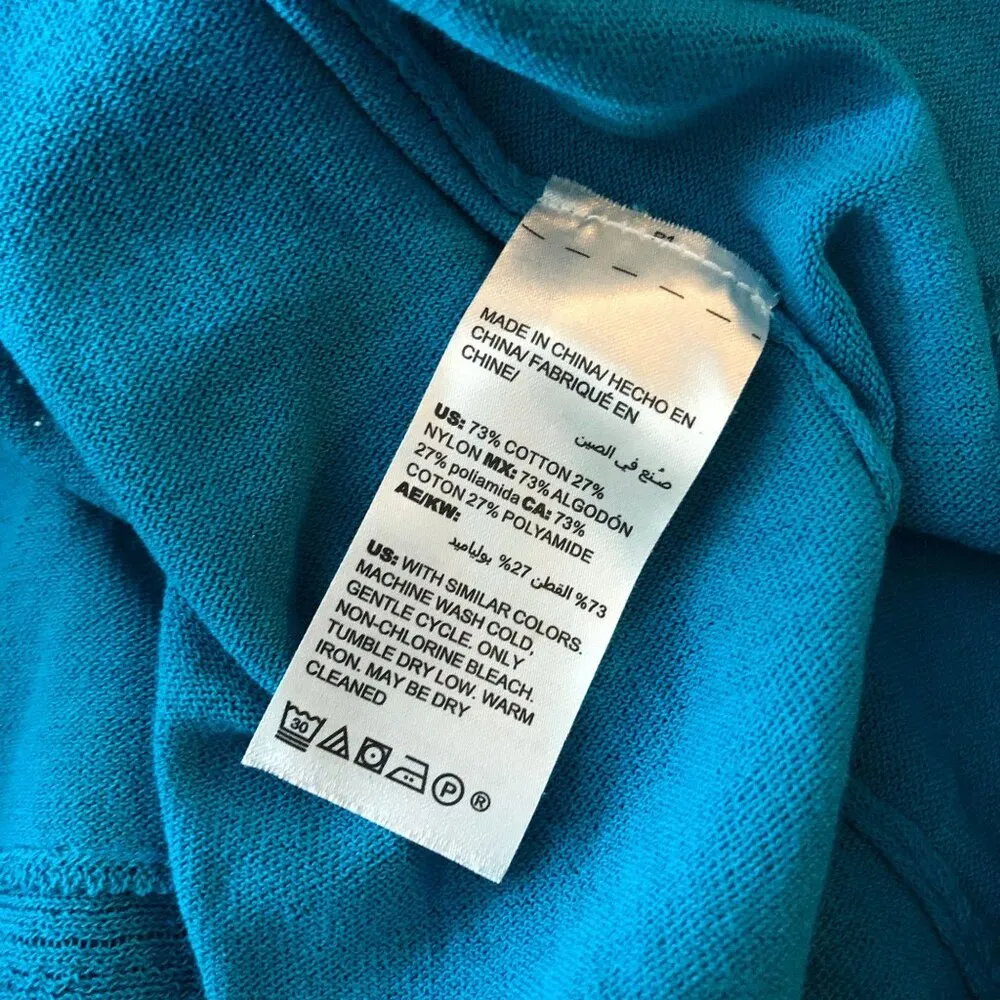 MADE IN CHINA/ HECHO EN
CHINA/ FABRIQUÉ EN
CHINE/
صُنع في الصين
US: 73% COTTON 27%
NYLON MX: 73% ALGODÓN
27% poliamida CA: 73%
COTON 27% POLYAMIDE
AE/KW:
73% القطن 27% بولياميد
US: WITH SIMILAR COLORS.
MACHINE WASH COLD,
GENTLE CYCLE. ONLY
NON-CHLORINE BLEACH.
TUMBLE DRY LOW. WARM
IRON. MAY BE DRY
CLEANED
30 P ®